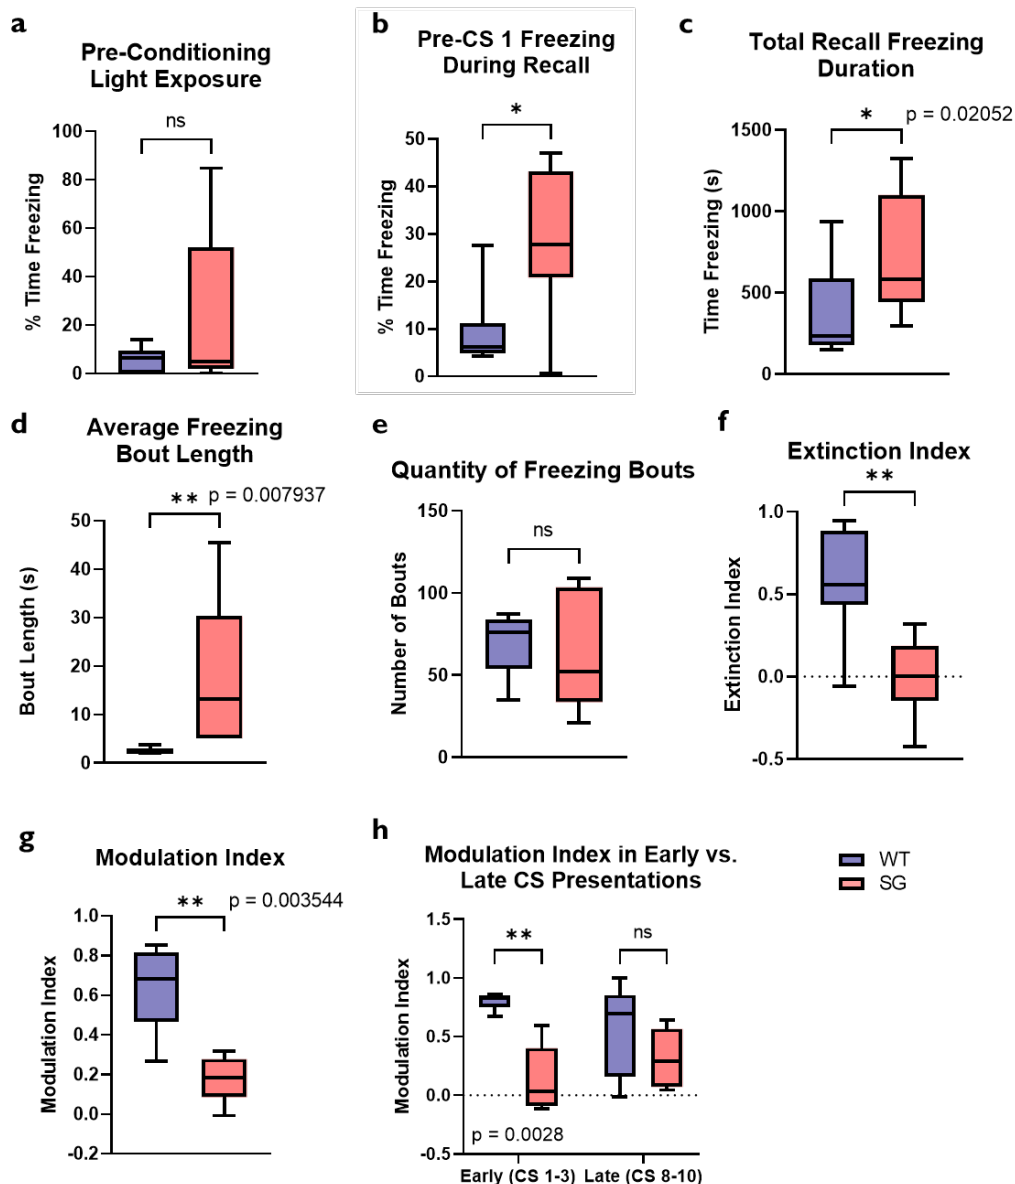 a
Pre-Conditioning
Light Exposure
ns
100
80
60
40
20
0
% Time Freezing
b
Pre-CS 1 Freezing
During Recall
*
50
40
30
20
10
0
% Time Freezing
c
Total Recall Freezing
Duration
* p = 0.02052
1500
1000
500
0
Time Freezing (s)
d
Average Freezing
Bout Length
** p = 0.007937
50
40
30
20
10
0
Bout Length (s)
e
Quantity of Freezing Bouts
ns
150
100
50
0
Number of Bouts
f
Extinction Index
**
1.0
0.5
0.0
-0.5
Extinction Index
g
Modulation Index
** p = 0.003544
1.0
0.8
0.6
0.4
0.2
0.0
-0.2
Modulation Index
h
Modulation Index in Early vs.
Late CS Presentations
** ns
1.5
1.0
0.5
0.0
-0.5
Modulation Index
p = 0.0028
Early (CS 1-3) Late (CS 8-10)
WT
SG